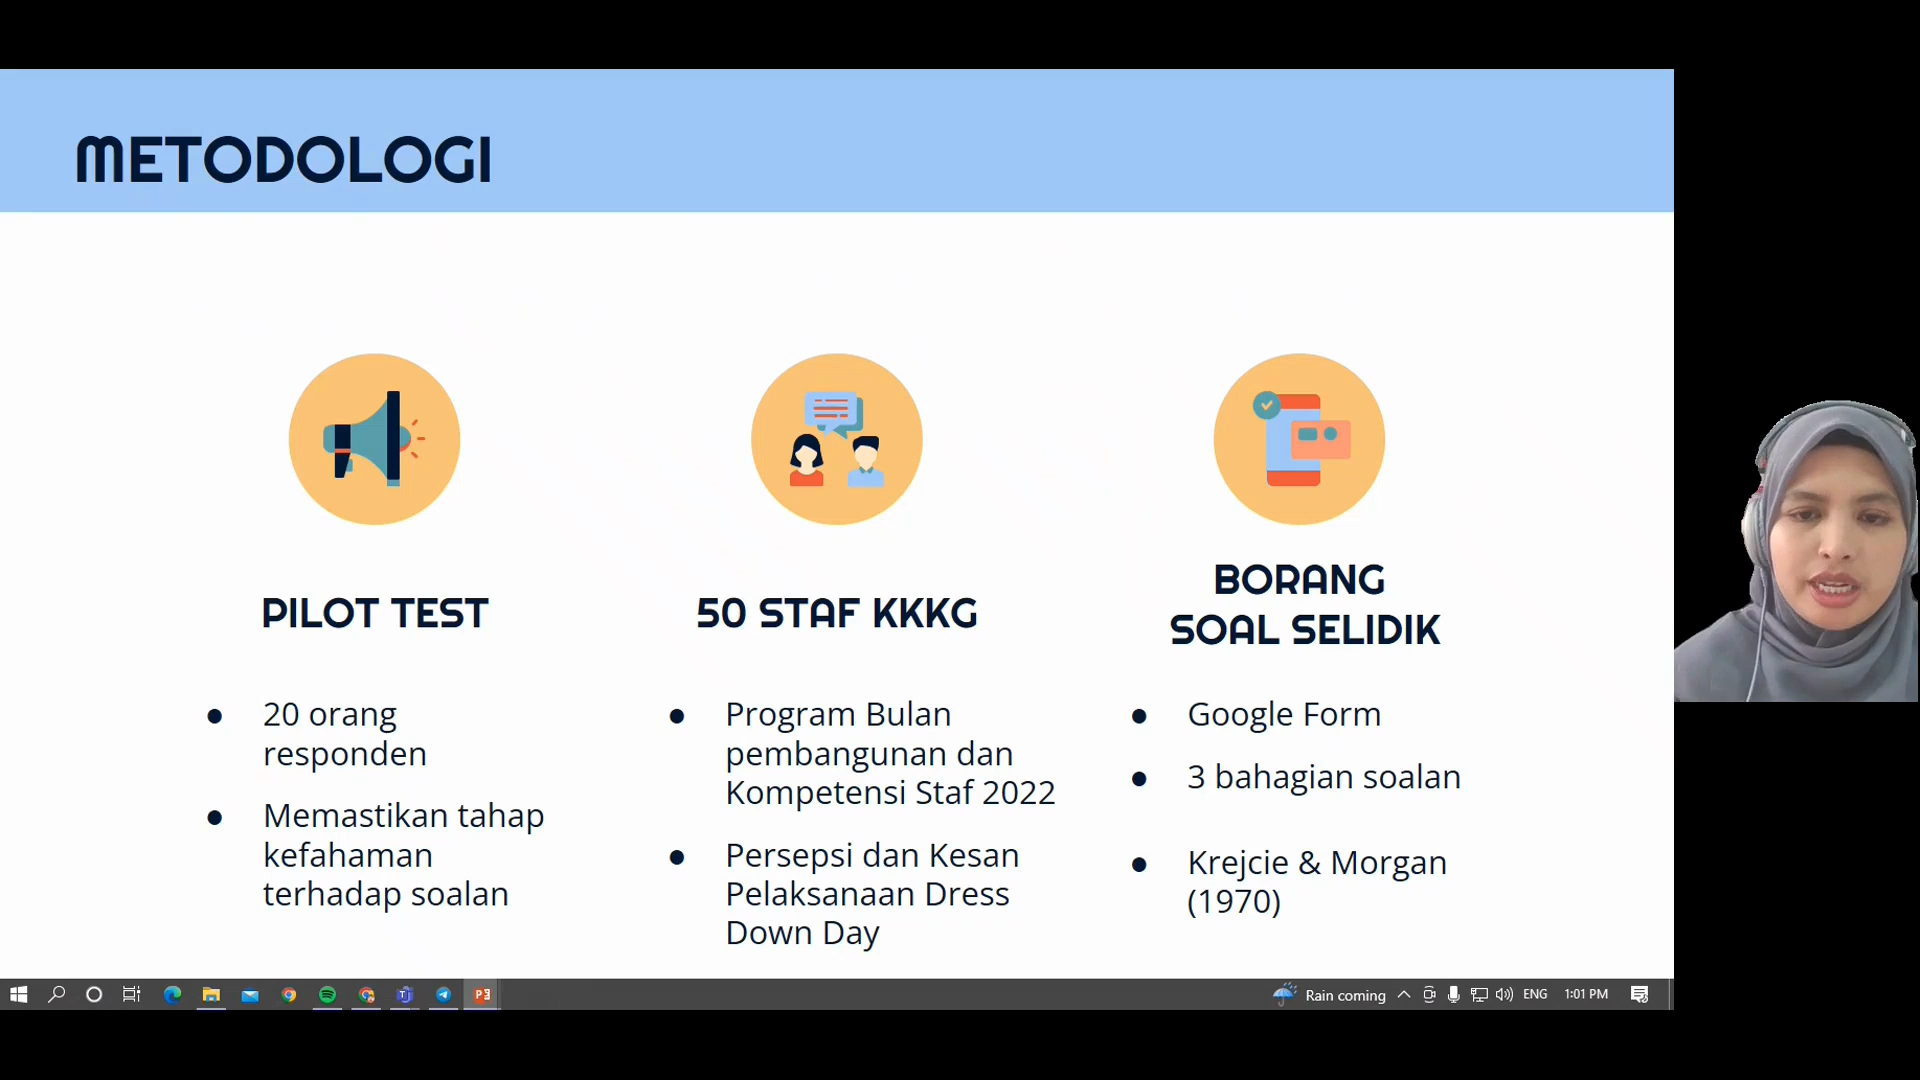 METODOLOGI
PILOT TEST
20 orang
responden
Memastikan tahap
kefahaman
terhadap soalan
50 STAF KKKG
Program Bulan
pembangunan dan
Kompetensi Staf 2022
Persepsi dan Kesan
Pelaksanaan Dress
Down Day
BORANG
SOAL SELIDIK
Google Form
3 bahagian soalan
Krejcie & Morgan
(1970)
Rain coming
ENG
1:01 PM